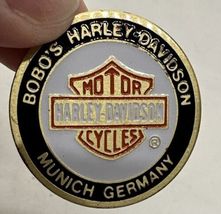 BOBO'S HARLEY-DAVIDSON
MOTOR
HARLEY-DAVIDSON
CYCLES
®
MUNICH GERMANY